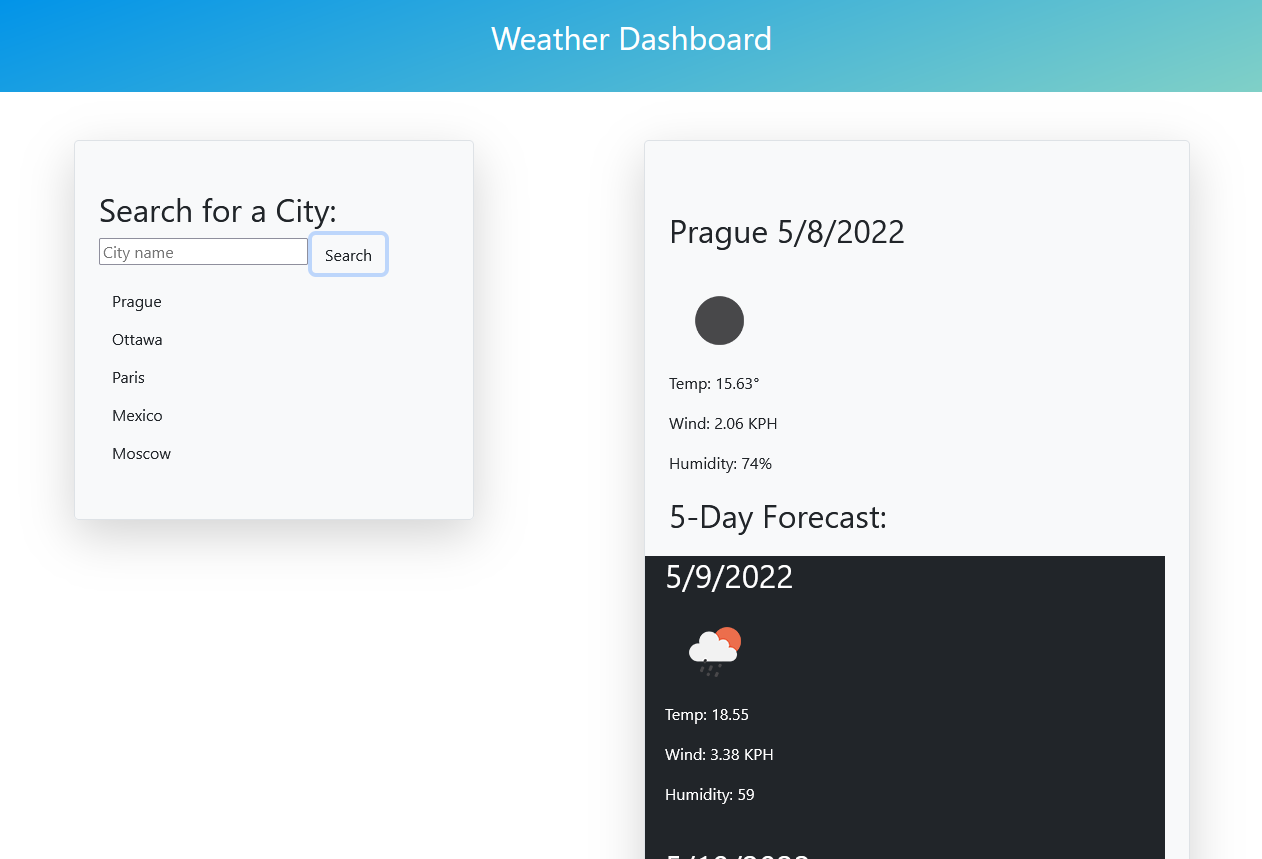 Weather Dashboard
Search for a City:
City name
Search
Prague
Ottawa
Paris
Mexico
Moscow
Prague 5/8/2022
Temp: 15.63°
Wind: 2.06 KPH
Humidity: 74%
5-Day Forecast:
5/9/2022
Temp: 18.55
Wind: 3.38 KPH
Humidity: 59